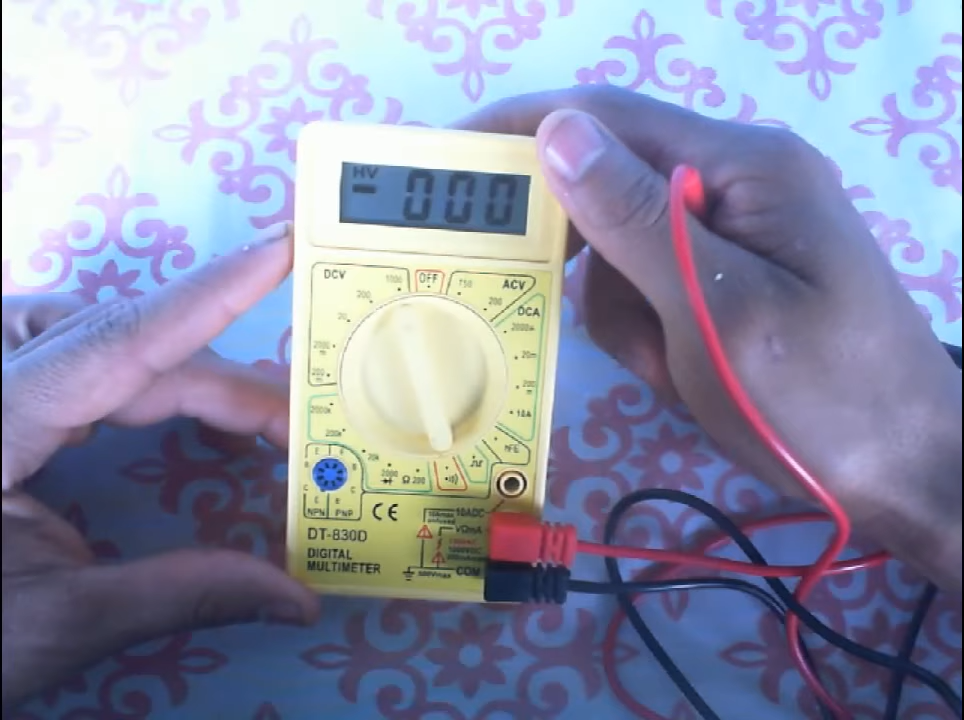 HV
- 000
DCV
1000
OFF
750
ACV
200
200
DCA
20
2000m
20m
200m
200m
10A
2000k
200k
hFE
20k
2000
Ω 200
E E
B B
C C
E B
NPN PNP
CE
10ADC
VΩmA
DT-830D
DIGITAL
MULTIMETER
500Vmax
COM